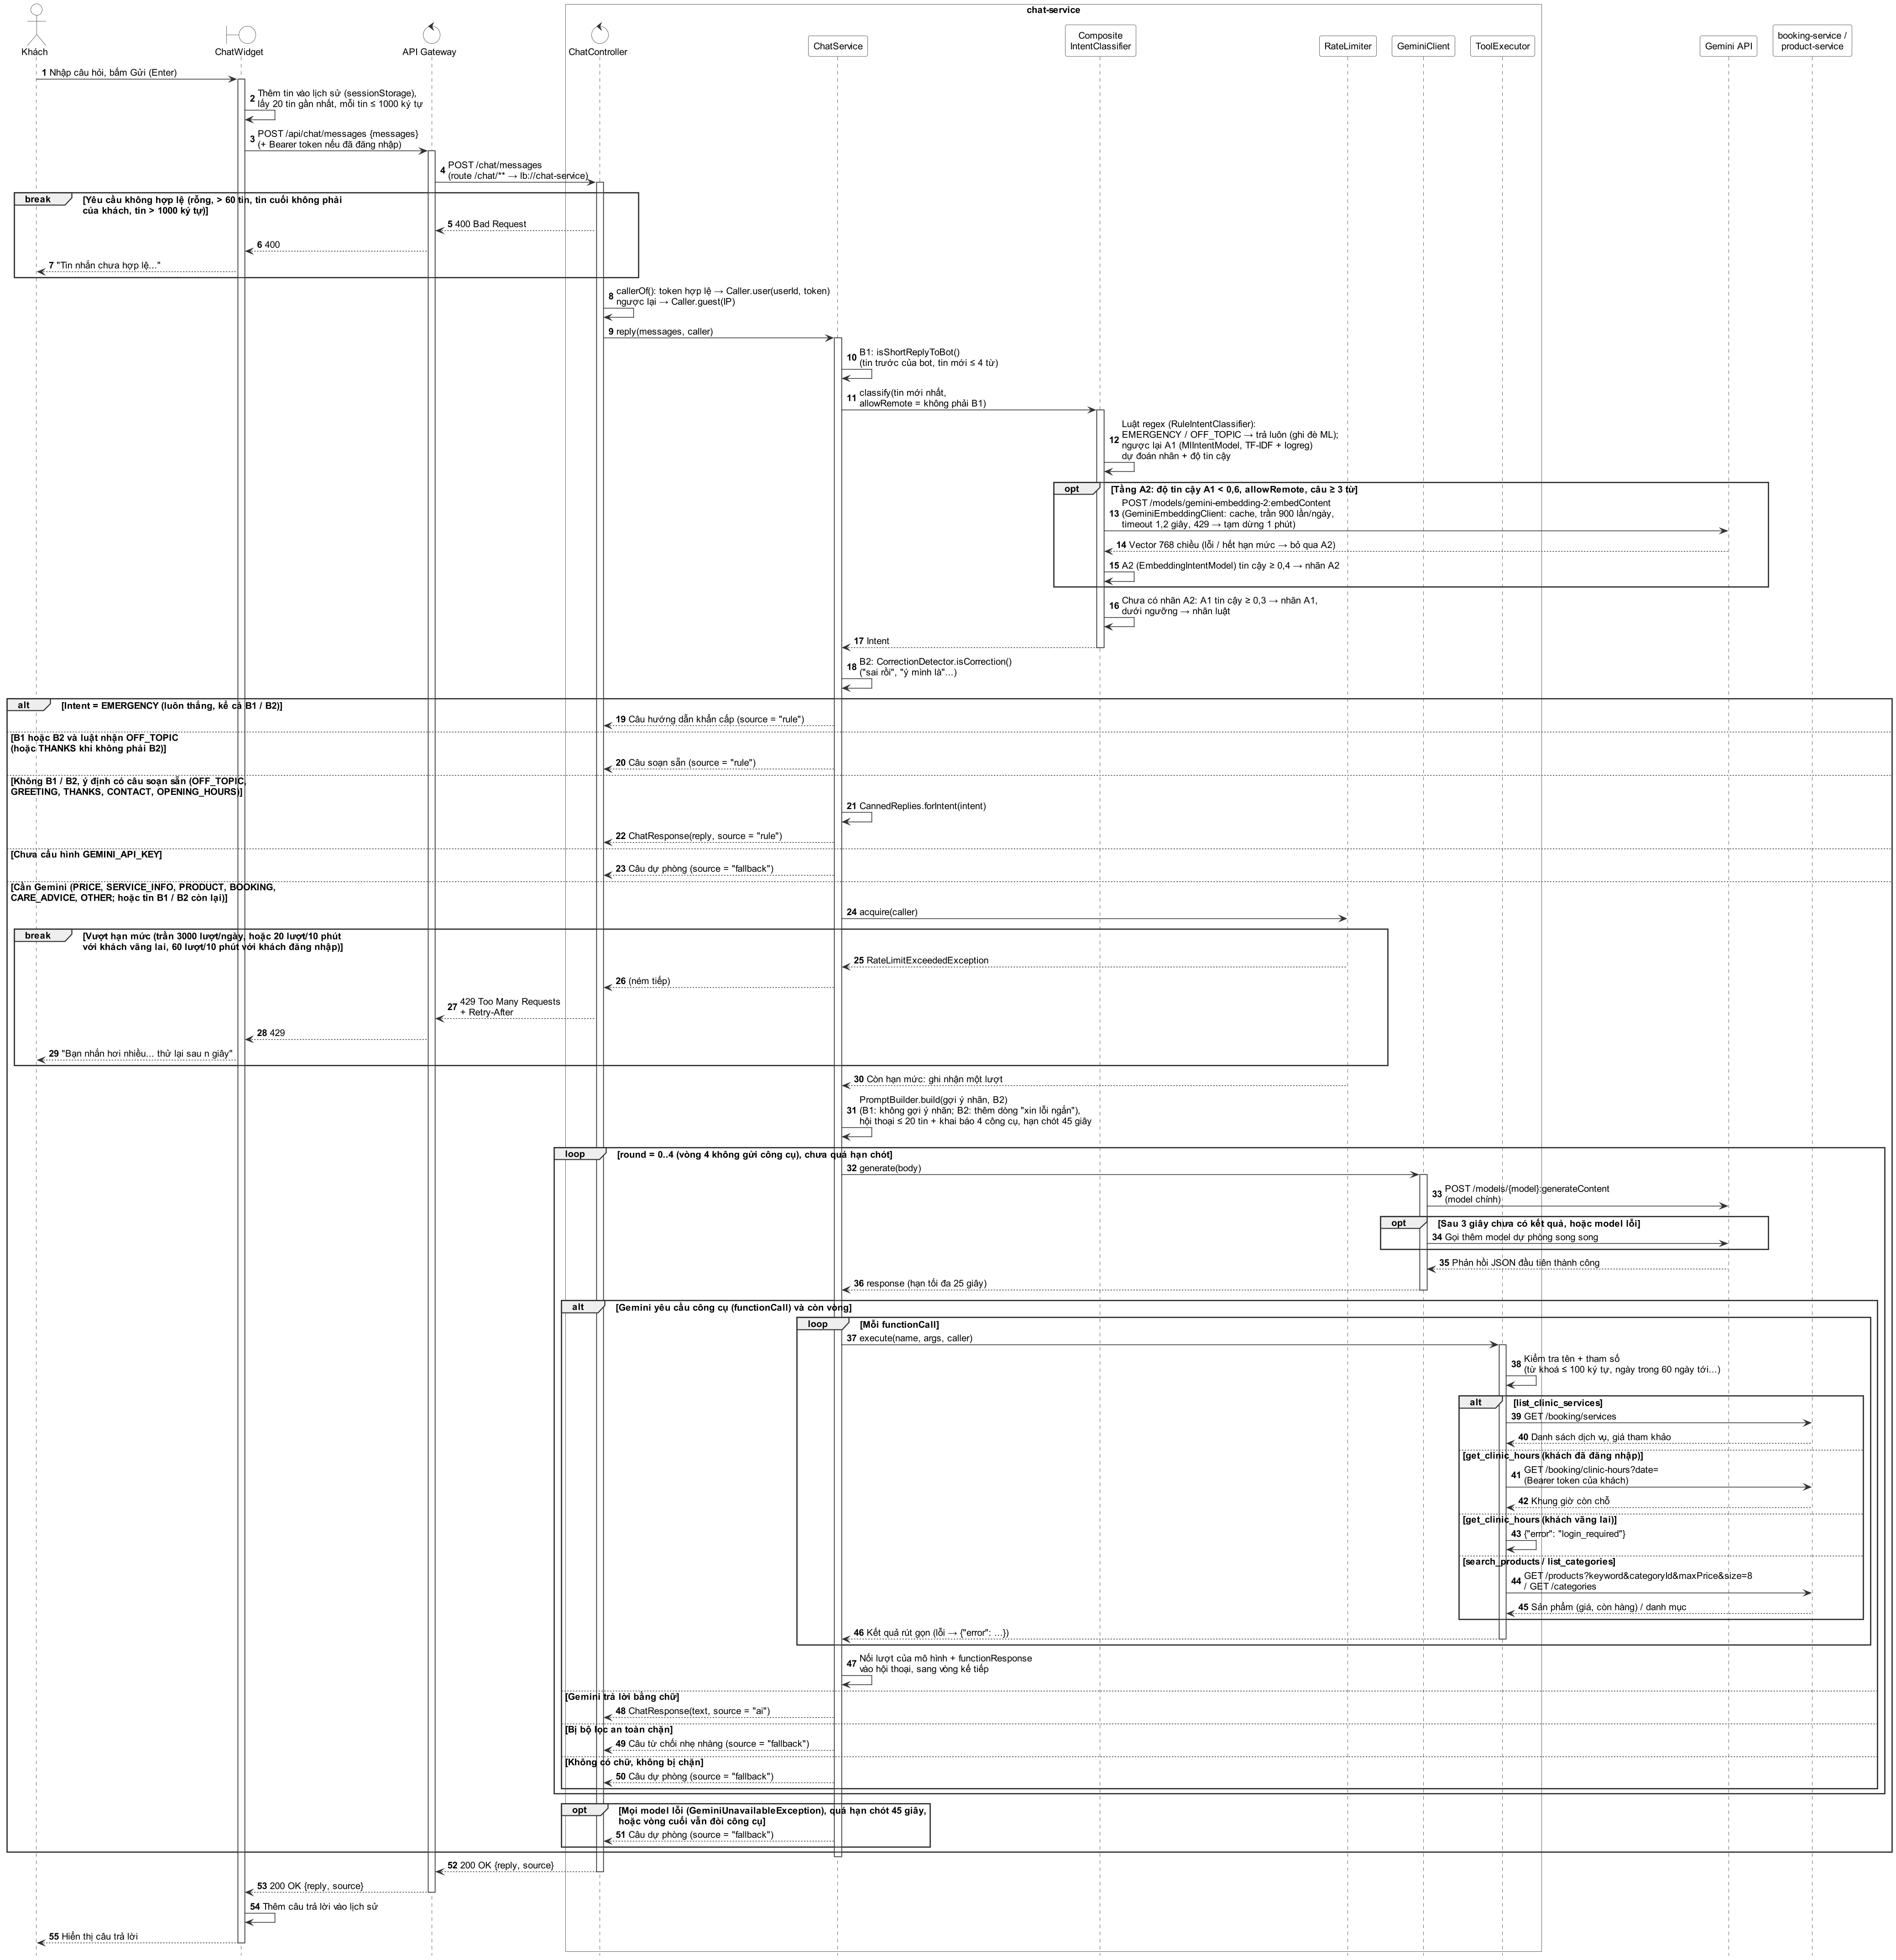 chat-service
Khách
ChatWidget
API Gateway
ChatController
ChatService
Composite
IntentClassifier
RateLimiter
GeminiClient
ToolExecutor
Gemini API
booking-service /
product-service
1 Nhập câu hỏi, bấm Gửi (Enter)
2 Thêm tin vào lịch sử (sessionStorage),
lấy 20 tin gần nhất, mỗi tin ≤ 1000 ký tự
3 POST /api/chat/messages {messages}
(+ Bearer token nếu đã đăng nhập)
4 POST /chat/messages
(route /chat/** → lb://chat-service)
break [Yêu cầu không hợp lệ (rỗng, > 60 tin, tin cuối không phải
của khách, tin > 1000 ký tự)]
5 400 Bad Request
6 400
7 "Tin nhắn chưa hợp lệ..."
8 callerOf(): token hợp lệ → Caller.user(userId, token)
ngược lại → Caller.guest(IP)
9 reply(messages, caller)
10 B1: isShortReplyToBot()
(tin trước của bot, tin mới ≤ 4 từ)
11 classify(tin mới nhất,
allowRemote = không phải B1)
12 Luật regex (RuleIntentClassifier):
EMERGENCY / OFF_TOPIC → trả luôn (ghi đè ML);
ngược lại A1 (MlIntentModel, TF-IDF + logreg)
dự đoán nhãn + độ tin cậy
opt [Tầng A2: độ tin cậy A1 < 0,6, allowRemote, câu ≥ 3 từ]
13 POST /models/gemini-embedding-2:embedContent
(GeminiEmbeddingClient: cache, trần 900 lần/ngày,
timeout 1,2 giây, 429 → tạm dừng 1 phút)
14 Vector 768 chiều (lỗi / hết hạn mức → bỏ qua A2)
15 A2 (EmbeddingIntentModel) tin cậy ≥ 0,4 → nhãn A2
16 Chưa có nhãn A2: A1 tin cậy ≥ 0,3 → nhãn A1,
dưới ngưỡng → nhãn luật
17 Intent
18 B2: CorrectionDetector.isCorrection()
("sai rồi", "ý mình là"...)
alt [Intent = EMERGENCY (luôn thắng, kể cả B1 / B2)]
19 Câu hướng dẫn khẩn cấp (source = "rule")
[B1 hoặc B2 và luật nhận OFF_TOPIC
(hoặc THANKS khi không phải B2)]
20 Câu soạn sẵn (source = "rule")
[Không B1 / B2, ý định có câu soạn sẵn (OFF_TOPIC,
GREETING, THANKS, CONTACT, OPENING_HOURS)]
21 CannedReplies.forIntent(intent)
22 ChatResponse(reply, source = "rule")
[Chưa cấu hình GEMINI_API_KEY]
23 Câu dự phòng (source = "fallback")
[Cần Gemini (PRICE, SERVICE_INFO, PRODUCT, BOOKING,
CARE_ADVICE, OTHER; hoặc tin B1 / B2 còn lại)]
24 acquire(caller)
break [Vượt hạn mức (trần 3000 lượt/ngày, hoặc 20 lượt/10 phút
với khách vãng lai, 60 lượt/10 phút với khách đăng nhập)]
25 RateLimitExceededException
26 (ném tiếp)
27 429 Too Many Requests
+ Retry-After
28 429
29 "Bạn nhắn hơi nhiều... thử lại sau n giây"
30 Còn hạn mức: ghi nhận một lượt
31 PromptBuilder.build(gợi ý nhãn, B2)
(B1: không gợi ý nhãn; B2: thêm dòng "xin lỗi ngắn"),
hội thoại ≤ 20 tin + khai báo 4 công cụ, hạn chót 45 giây
loop [round = 0..4 (vòng 4 không gửi công cụ), chưa quá hạn chót]
32 generate(body)
33 POST /models/{model}:generateContent
(model chính)
opt [Sau 3 giây chưa có kết quả, hoặc model lỗi]
34 Gọi thêm model dự phòng song song
35 Phản hồi JSON đầu tiên thành công
36 response (hạn tối đa 25 giây)
alt [Gemini yêu cầu công cụ (functionCall) và còn vòng]
loop [Mỗi functionCall]
37 execute(name, args, caller)
38 Kiểm tra tên + tham số
(từ khoá ≤ 100 ký tự, ngày trong 60 ngày tới...)
alt [list_clinic_services]
39 GET /booking/services
40 Danh sách dịch vụ, giá tham khảo
[get_clinic_hours (khách đã đăng nhập)]
41 GET /booking/clinic-hours?date=
(Bearer token của khách)
42 Khung giờ còn chỗ
[get_clinic_hours (khách vãng lai)]
43 {"error": "login_required"}
[search_products / list_categories]
44 GET /products?keyword&categoryId&maxPrice&size=8
/ GET /categories
45 Sản phẩm (giá, còn hàng) / danh mục
46 Kết quả rút gọn (lỗi → {"error": ...})
47 Nối lượt của mô hình + functionResponse
vào hội thoại, sang vòng kế tiếp
[Gemini trả lời bằng chữ]
48 ChatResponse(text, source = "ai")
[Bị bộ lọc an toàn chặn]
49 Câu từ chối nhẹ nhàng (source = "fallback")
[Không có chữ, không bị chặn]
50 Câu dự phòng (source = "fallback")
opt [Mọi model lỗi (GeminiUnavailableException), quá hạn chót 45 giây,
hoặc vòng cuối vẫn đòi công cụ]
51 Câu dự phòng (source = "fallback")
52 200 OK {reply, source}
53 200 OK {reply, source}
54 Thêm câu trả lời vào lịch sử
55 Hiển thị câu trả lời